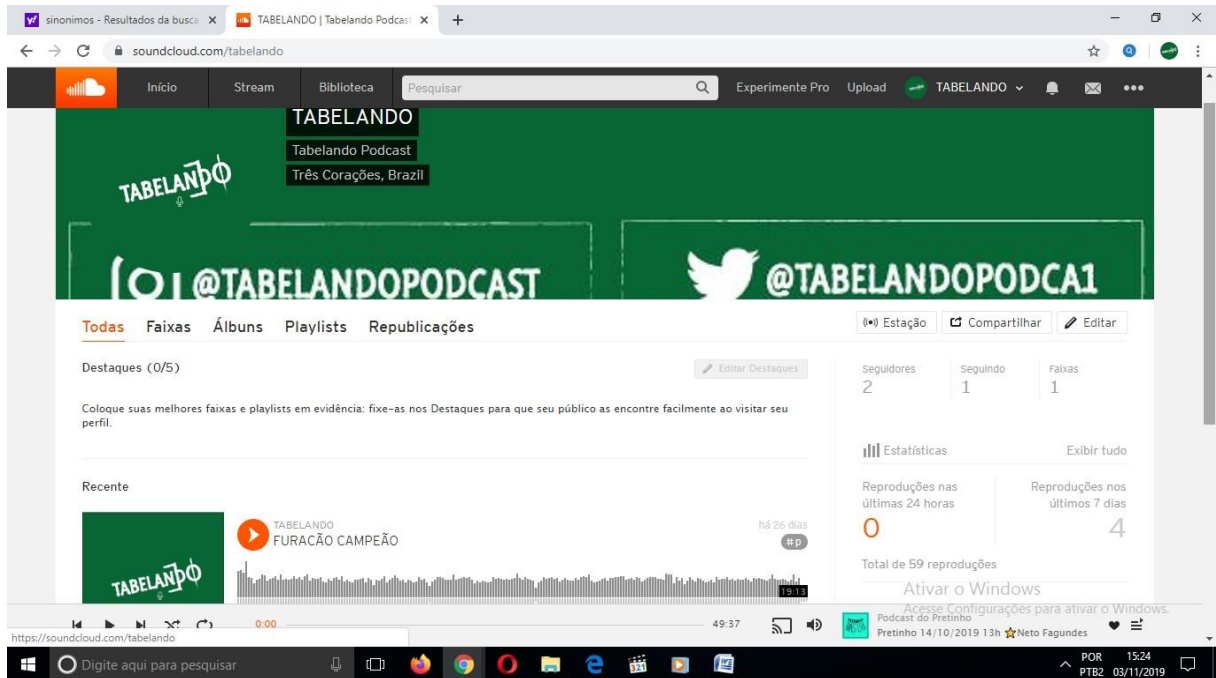 sinonimos - Resultados da busca
TABELANDO | Tabelando Podcast
soundcloud.com/tabelando
Início Stream Biblioteca Pesquisar Experimente Pro Upload TABELANDO
TABELANDO
Tabelando Podcast
Três Corações, Brazil
TABELANDO
@TABELANDOPODCAST
@TABELANDOPODCA1
Todas Faixas Álbuns Playlists Republicações
Estação Compartilhar Editar
Destaques (0/5)
Editar Destaques
Coloque suas melhores faixas e playlists em evidência: fixe-as nos Destaques para que seu público as encontre facilmente ao visitar seu
perfil.
Seguidores Seguindo Faixas
2 1 1
Estatísticas Exibir tudo
Recente
Reproduções nas
últimas 24 horas
0
Reproduções nos
últimos 7 dias
4
Total de 59 reproduções
TABELANDO
TABELANDO
FURACÃO CAMPEÃO
há 26 dias
#p
19:13
Ativar o Windows
Acesse Configurações para ativar o Windows.
0:00
49:37
Podcast do Pretinho
Pretinho 14/10/2019 13h ⭐Neto Fagundes
https://soundcloud.com/tabelando
Digite aqui para pesquisar
321
POR
PTB2
15:24
03/11/2019